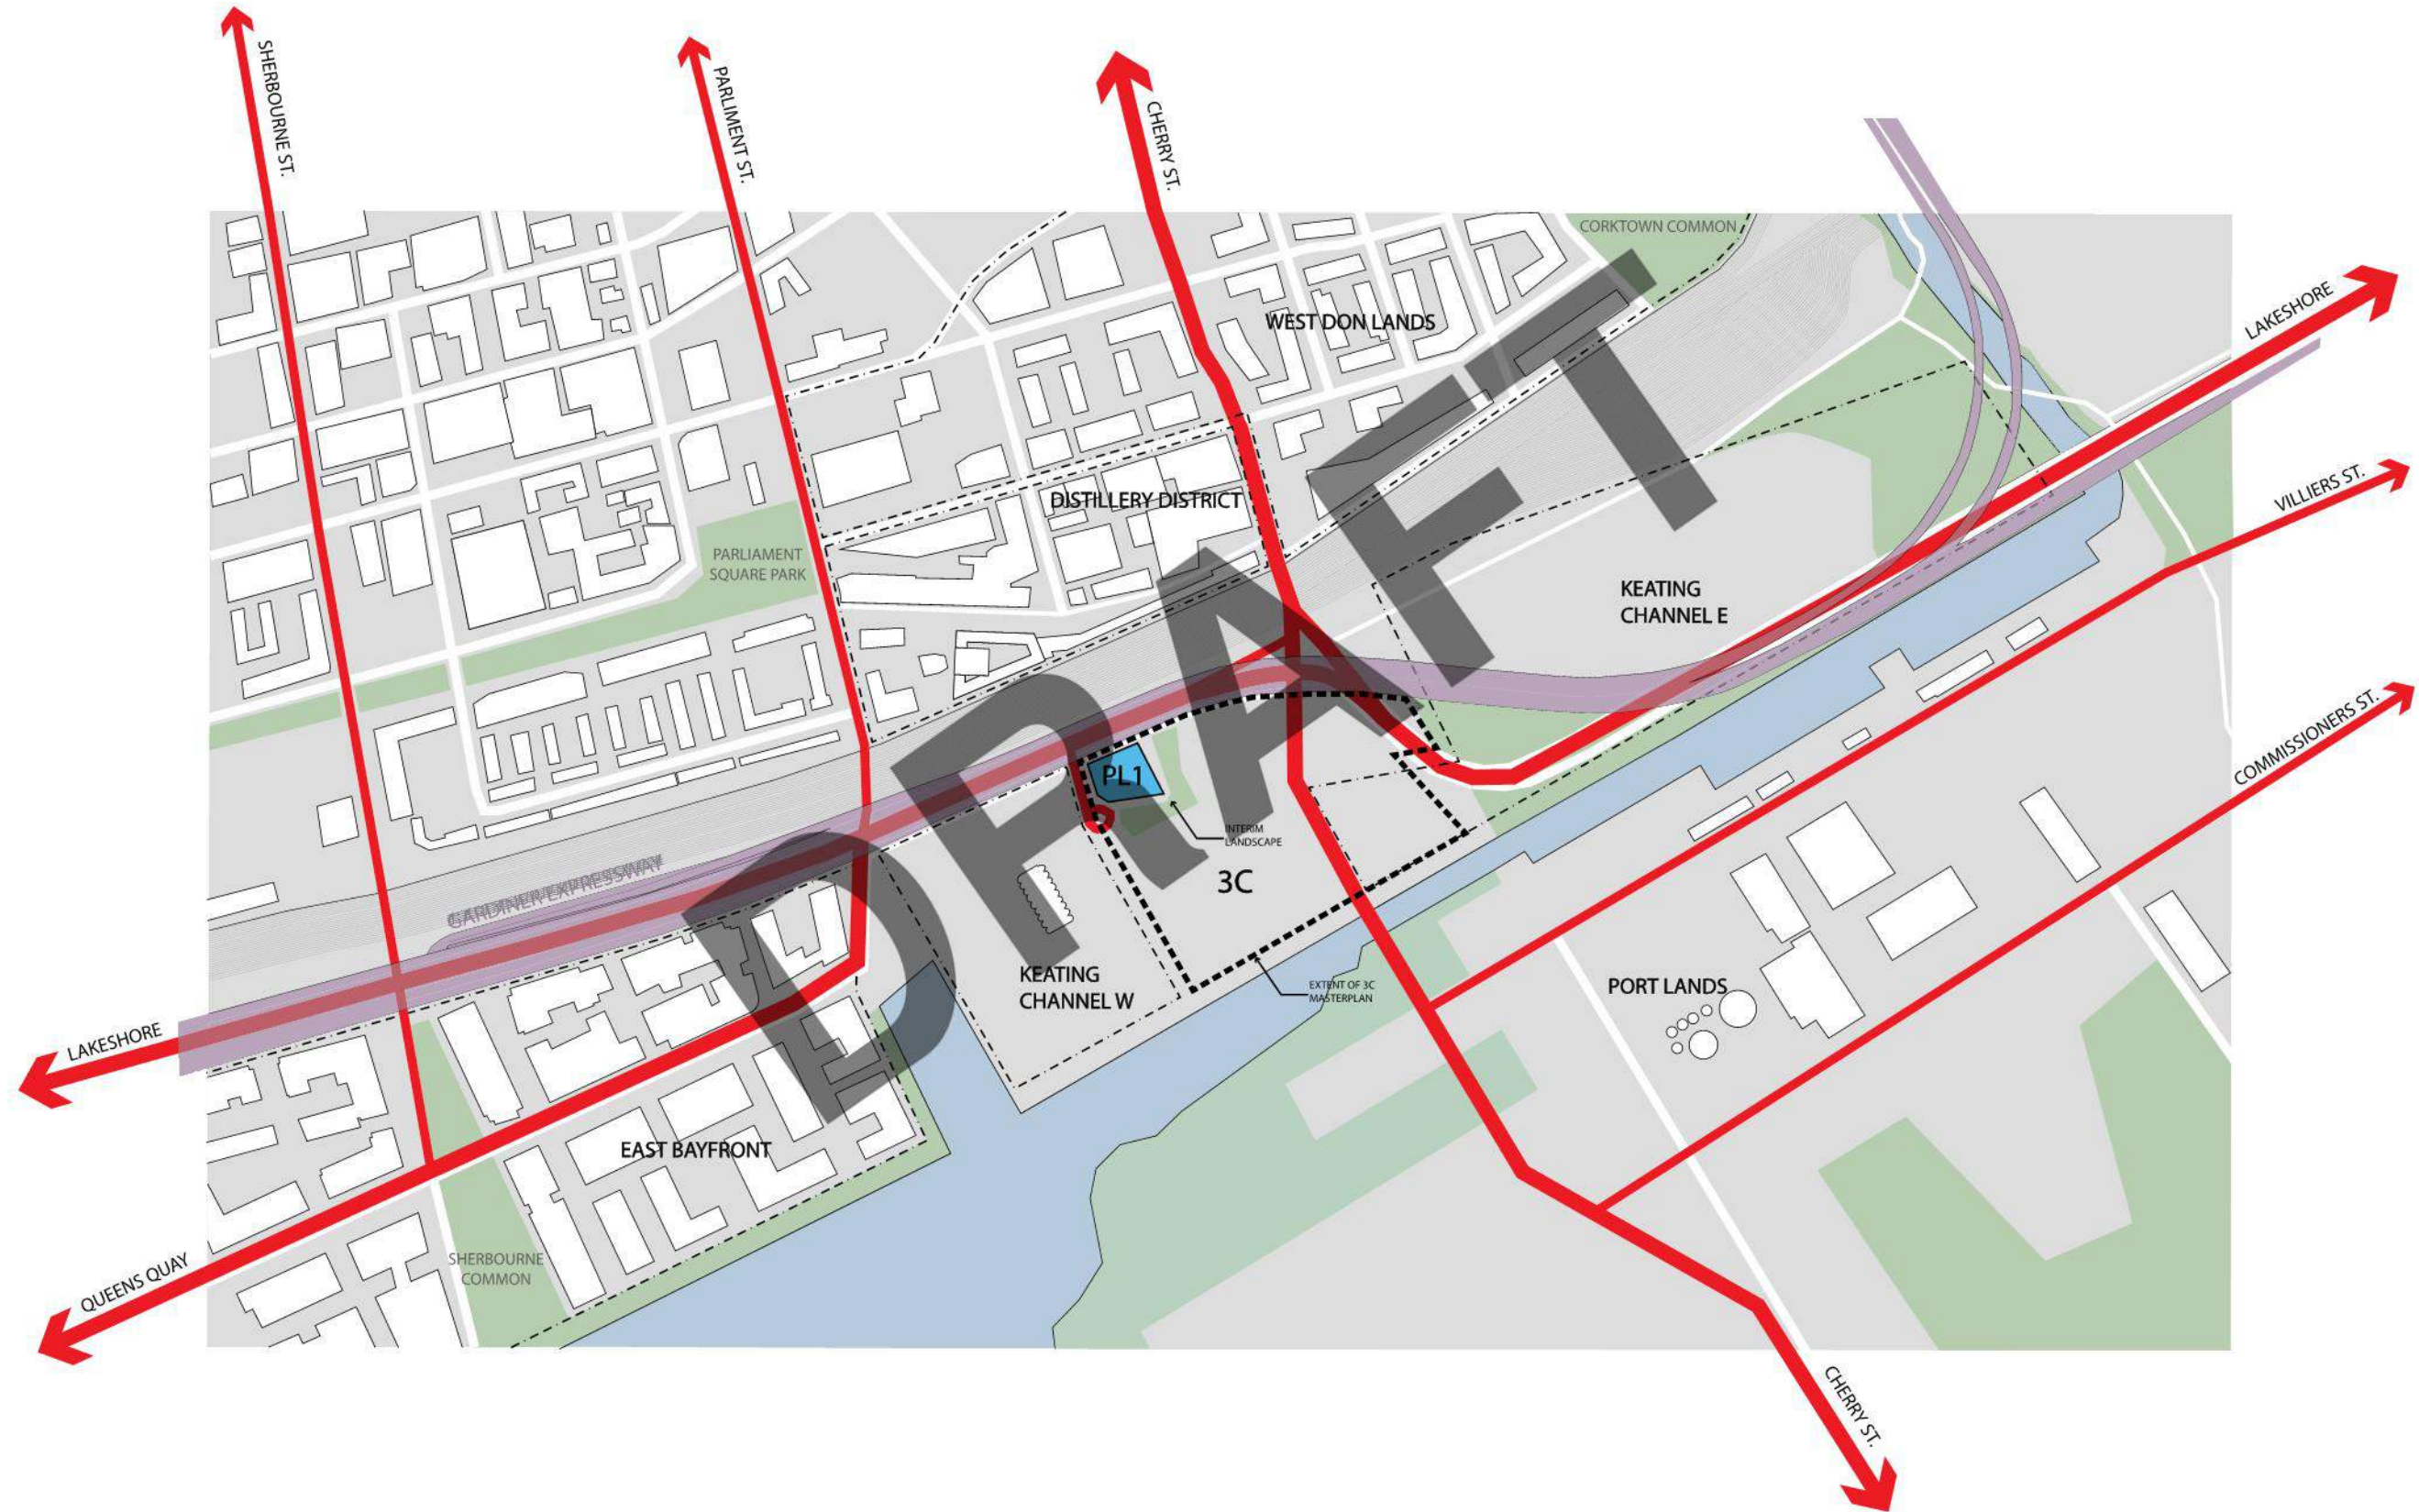 SHERBOURNE ST.
PARLIMENT ST.
CHERRY ST.
CORKTOWN COMMON
LAKESHORE
WEST DON LANDS
VILLIERS ST.
DISTILLERY DISTRICT
PARLIAMENT
SQUARE PARK
KEATING
CHANNEL E
COMMISSIONERS ST.
PL1
INTERIM
LANDSCAPE
3C
GARDINER EXPRESSWAY
KEATING
CHANNEL W
EXTENT OF 3C
MASTERPLAN
PORT LANDS
LAKESHORE
EAST BAYFRONT
SHERBOURNE
COMMON
QUEENS QUAY
CHERRY ST.
DRAFT